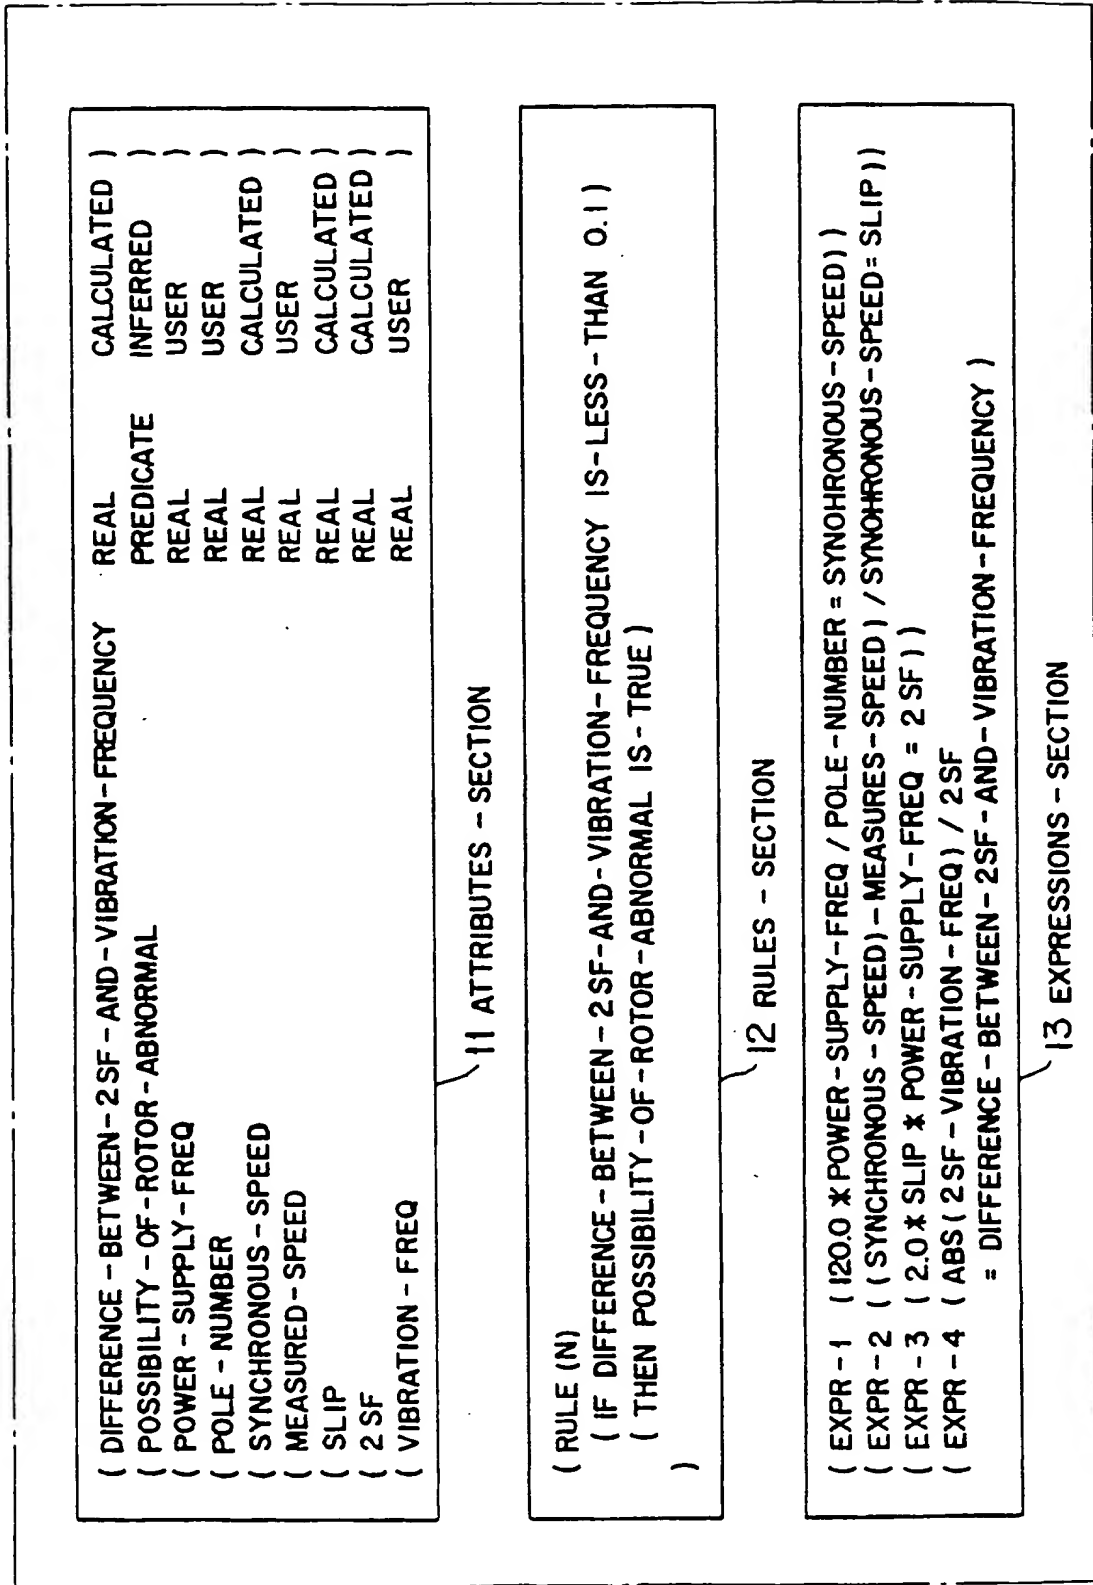 ( DIFFERENCE - BETWEEN - 2SF - AND - VIBRATION - FREQUENCY REAL CALCULATED )
( POSSIBILITY - OF - ROTOR - ABNORMAL PREDICATE INFERRED )
( POWER - SUPPLY - FREQ REAL USER )
( POLE - NUMBER REAL USER )
( SYNCHRONOUS - SPEED REAL CALCULATED )
( MEASURED - SPEED REAL USER )
( SLIP REAL CALCULATED )
( 2SF REAL CALCULATED )
( VIBRATION - FREQ REAL USER )
11 ATTRIBUTES - SECTION
( RULE (N)
( IF DIFFERENCE - BETWEEN - 2SF - AND - VIBRATION - FREQUENCY IS - LESS - THAN 0.1 )
( THEN POSSIBILITY - OF - ROTOR - ABNORMAL IS - TRUE )
)
12 RULES - SECTION
( EXPR - 1 ( 120.0 * POWER - SUPPLY - FREQ / POLE - NUMBER = SYNOHRONOUS - SPEED ) )
( EXPR - 2 ( ( SYNCHRONOUS - SPEED ) - MEASURES - SPEED ) / SYNOHRONOUS - SPEED = SLIP ) )
( EXPR - 3 ( 2.0 * SLIP * POWER - SUPPLY - FREQ = 2SF ) )
( EXPR - 4 ( ABS ( 2SF - VIBRATION - FREQ ) / 2SF
= DIFFERENCE - BETWEEN - 2SF - AND - VIBRATION - FREQUENCY )
13 EXPRESSIONS - SECTION